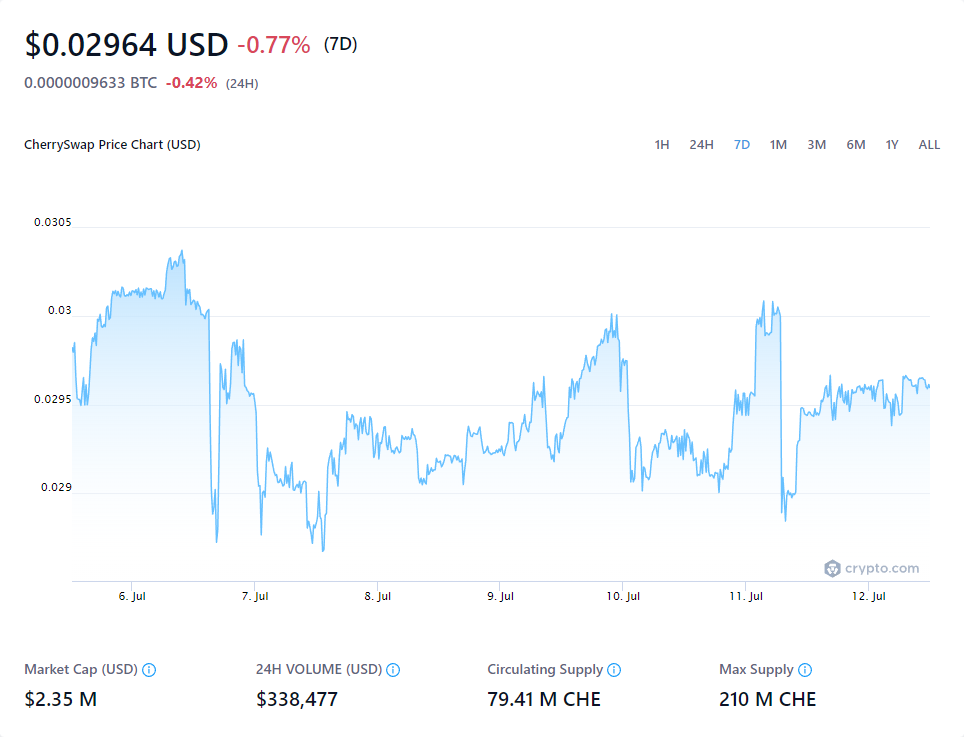 $0.02964 USD -0.77% (7D)
0.0000009633 BTC -0.42% (24H)
CherrySwap Price Chart (USD) 1H 24H 7D 1M 3M 6M 1Y ALL
0.0305
0.03
0.0295
0.029
crypto.com
6. Jul 7. Jul 8. Jul 9. Jul 10. Jul 11. Jul 12. Jul
Market Cap (USD) 24H VOLUME (USD) Circulating Supply Max Supply
$2.35 M $338,477 79.41 M CHE 210 M CHE